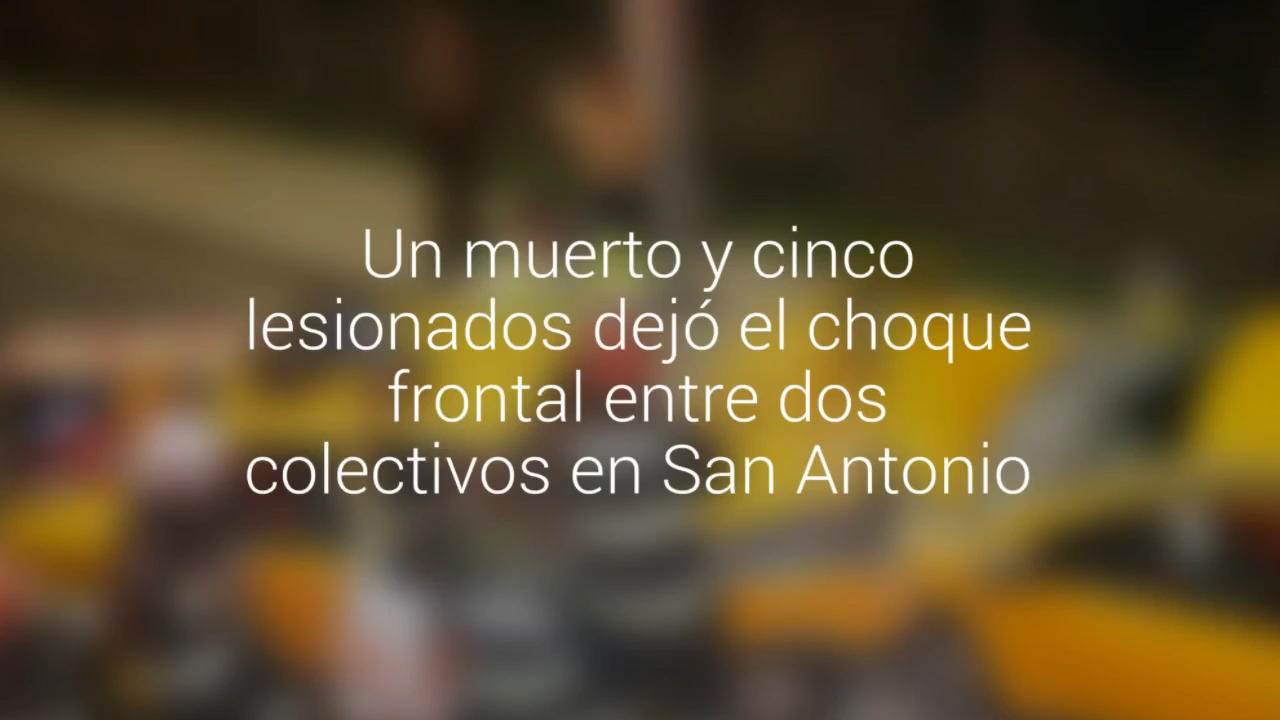 Un muerto y cinco
lesionados dejó el choque
frontal entre dos
colectivos en San Antonio